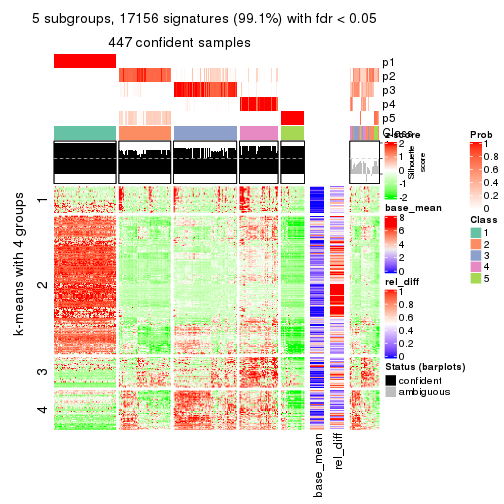 5 subgroups, 17156 signatures (99.1%) with fdr < 0.05
447 confident samples
p1
p2
p3
p4
p5
Class
Silhouette
score
1
2
3
4
k-means with 4 groups
base_mean
rel_diff
z-score
2
1
0
-1
-2
base_mean
8
6
4
2
0
rel_diff
1
0.8
0.6
0.4
0.2
0
Status (barplots)
confident
ambiguous
Prob
1
0.8
0.6
0.4
0.2
0
Class
1
2
3
4
5